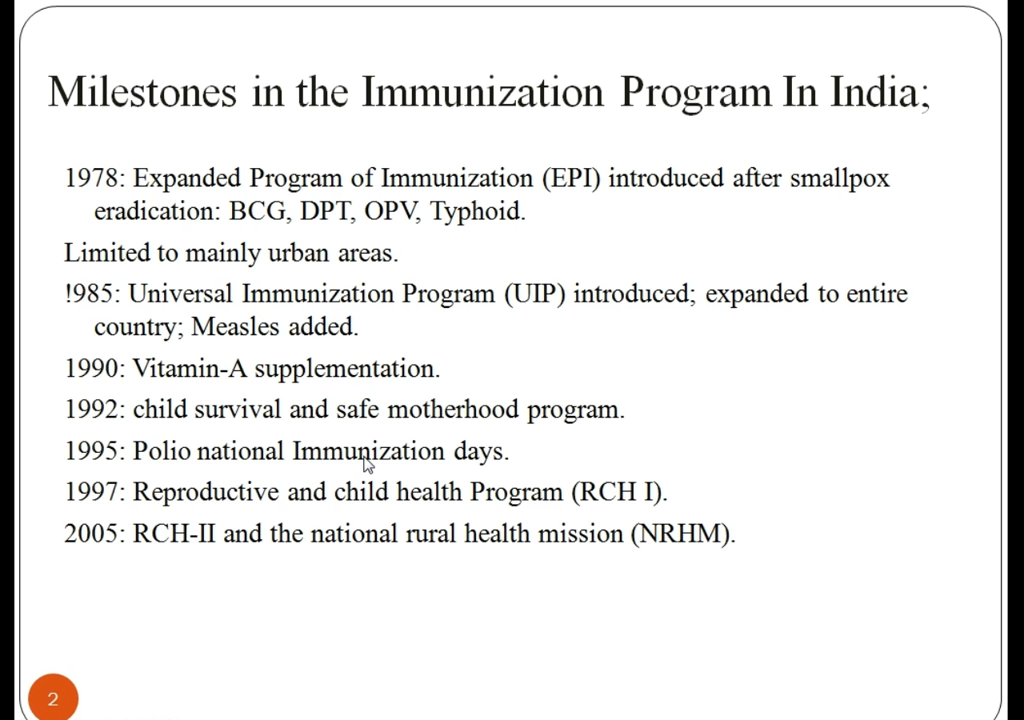 Milestones in the Immunization Program In India;
1978: Expanded Program of Immunization (EPI) introduced after smallpox
eradication: BCG, DPT, OPV, Typhoid.
Limited to mainly urban areas.
!985: Universal Immunization Program (UIP) introduced; expanded to entire
country; Measles added.
1990: Vitamin-A supplementation.
1992: child survival and safe motherhood program.
1995: Polio national Immunization days.
1997: Reproductive and child health Program (RCH I).
2005: RCH-II and the national rural health mission (NRHM).
2